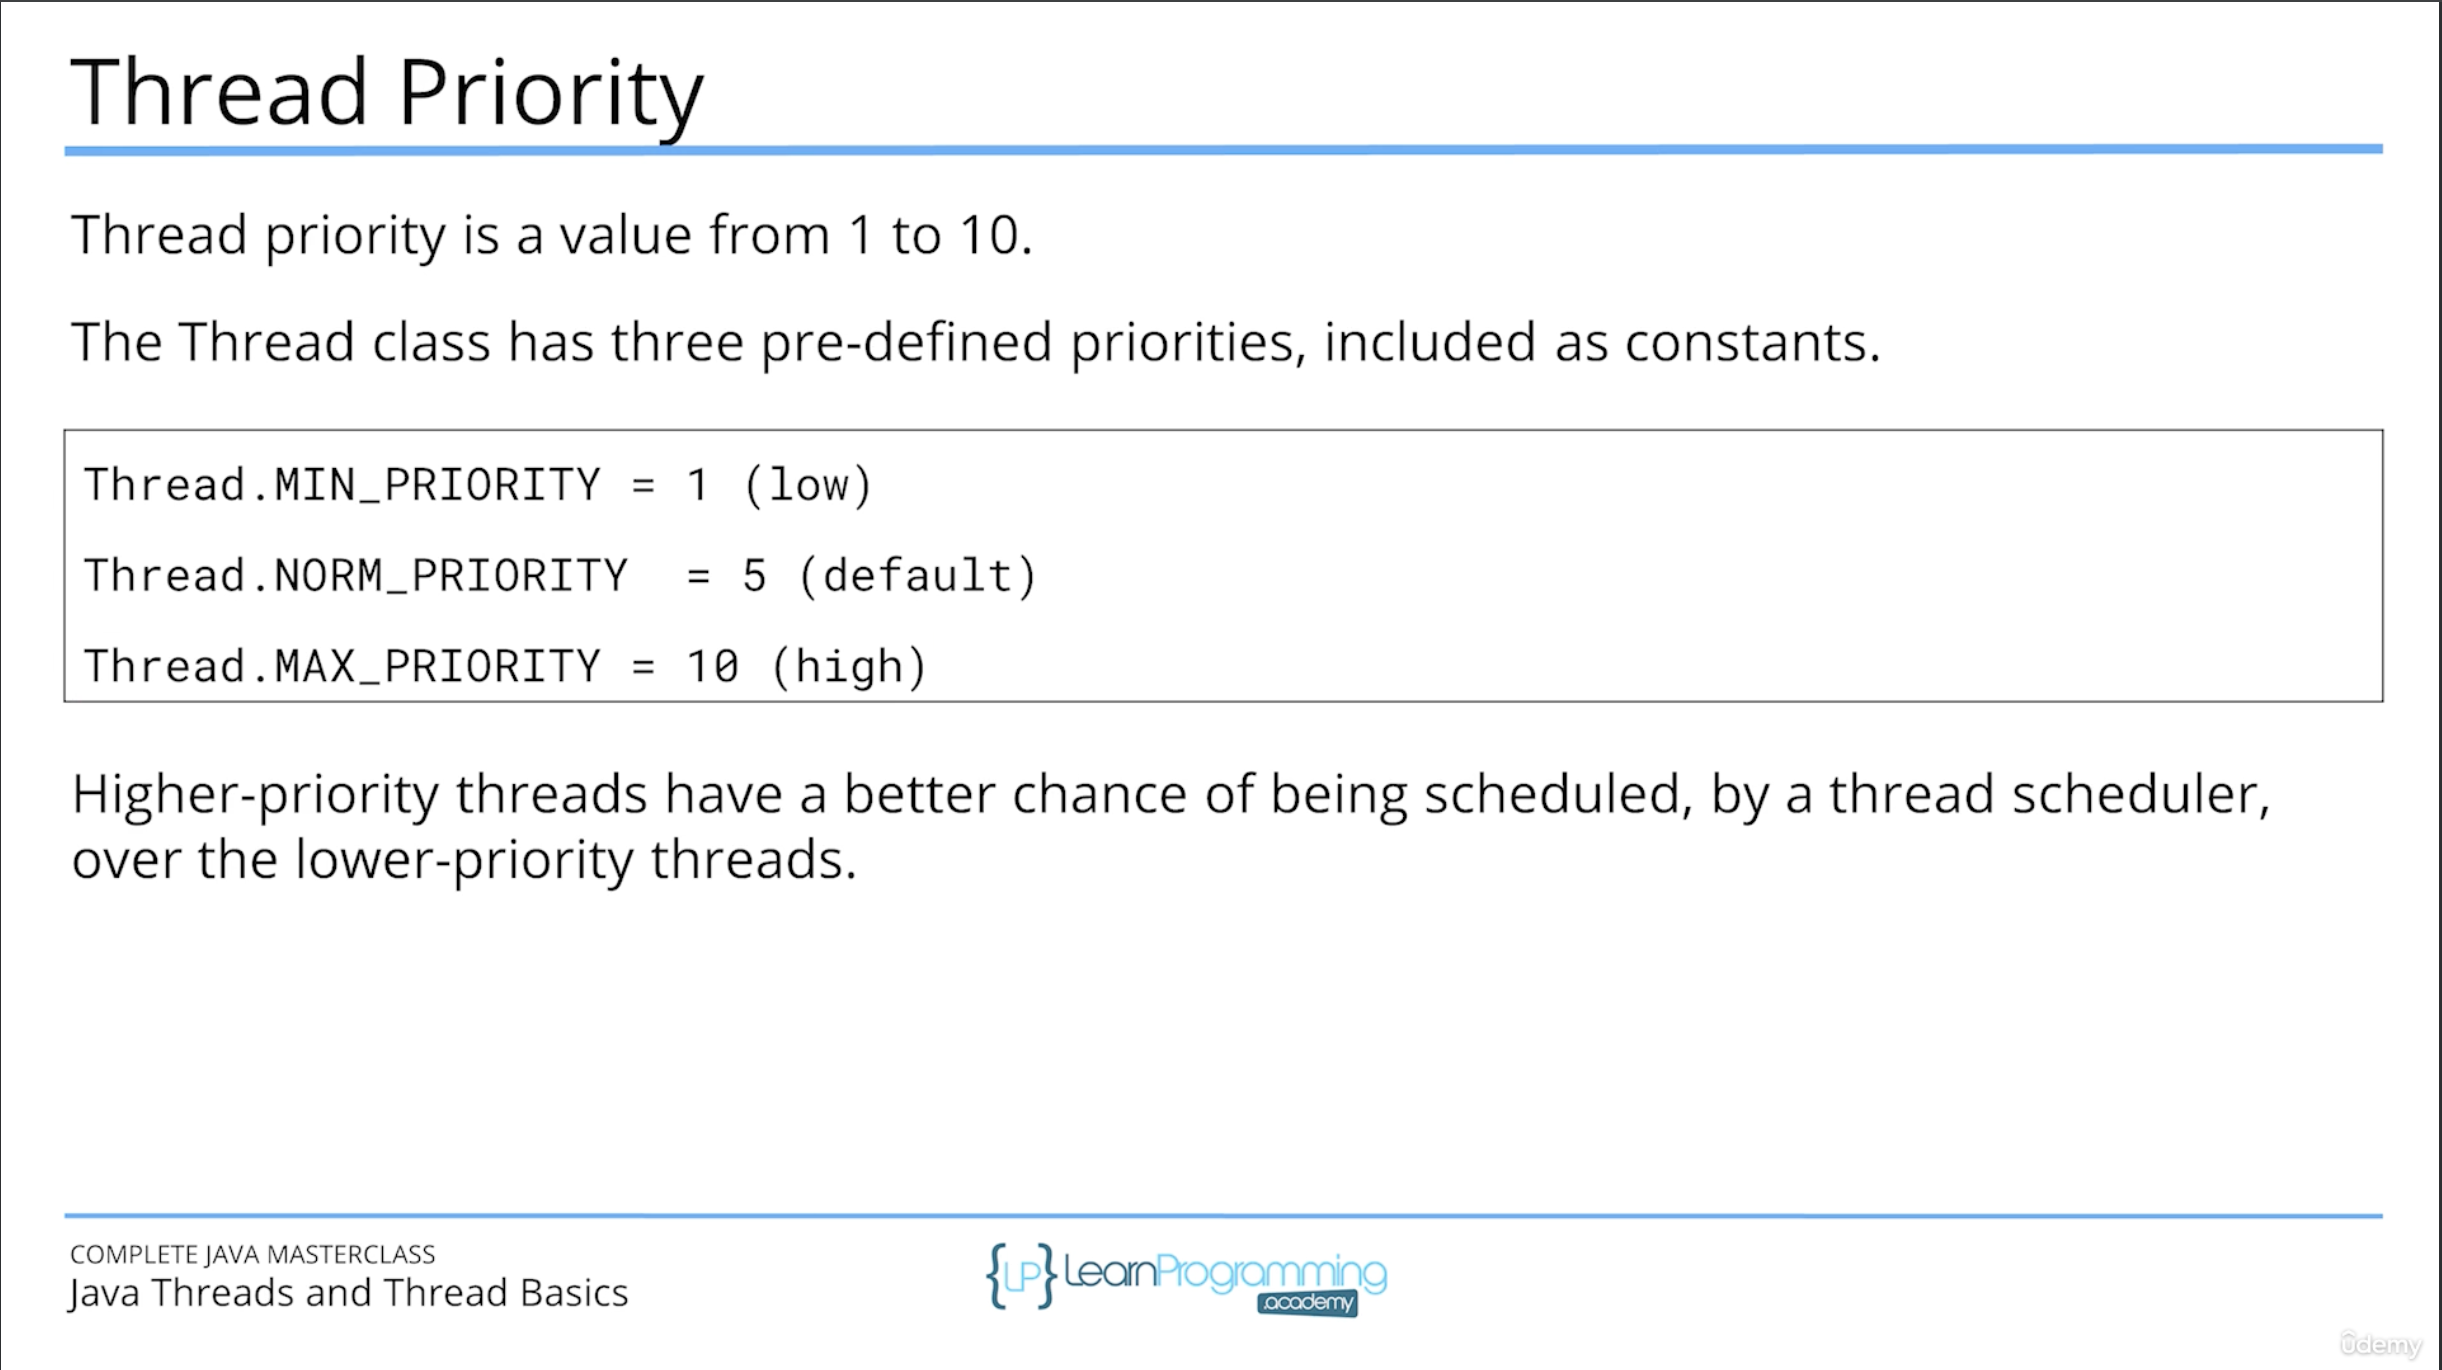 Thread Priority
Thread priority is a value from 1 to 10.
The Thread class has three pre-defined priorities, included as constants.
Thread.MIN_PRIORITY = 1 (low)
Thread.NORM_PRIORITY  = 5 (default)
Thread.MAX_PRIORITY = 10 (high)
Higher-priority threads have a better chance of being scheduled, by a thread scheduler,
over the lower-priority threads.
COMPLETE JAVA MASTERCLASS
Java Threads and Thread Basics
{LP} LearnProgramming
.academy
ûdemy